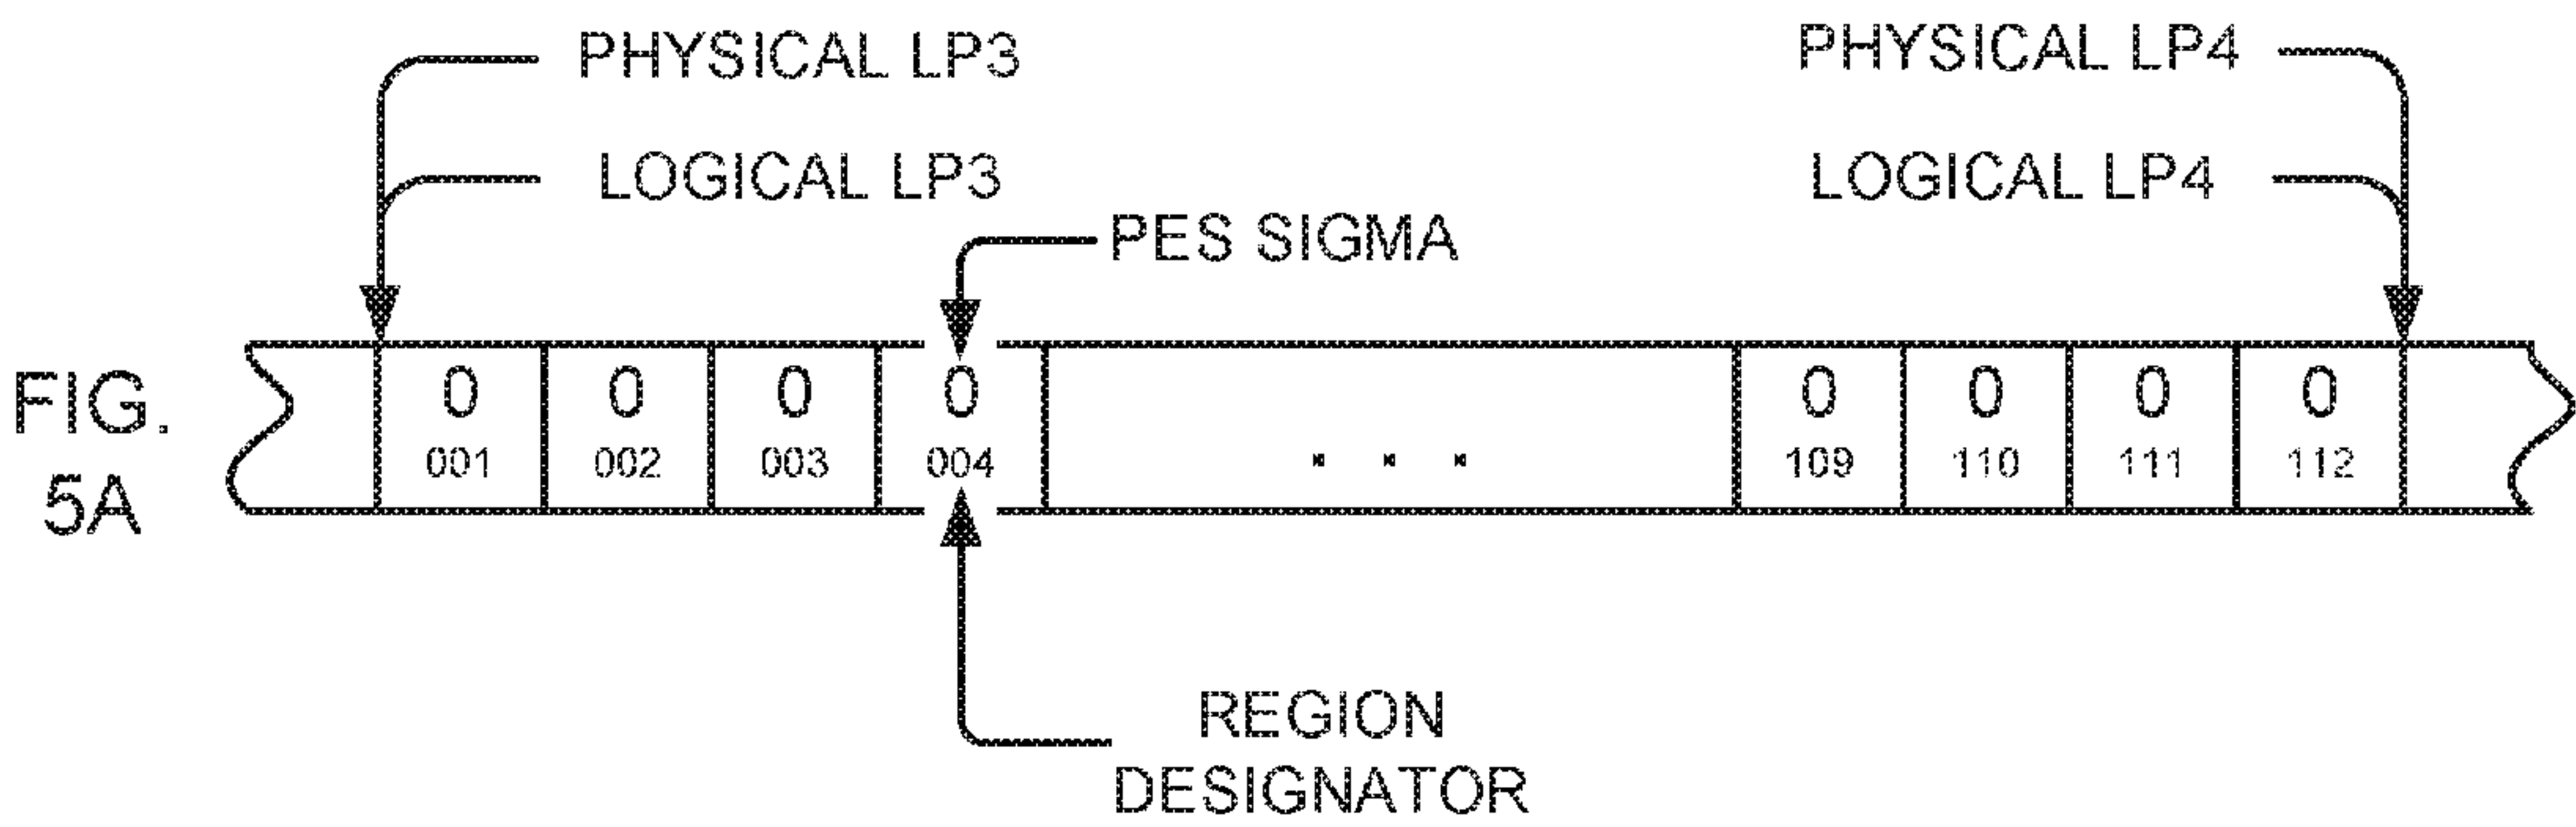 PHYSICAL LP3
PHYSICAL LP4
LOGICAL LP3
LOGICAL LP4
PES SIGMA
FIG.
5A
0 0 0 0 0 0 0 0
001 002 003 004 . . . 109 110 111 112
REGION
DESIGNATOR